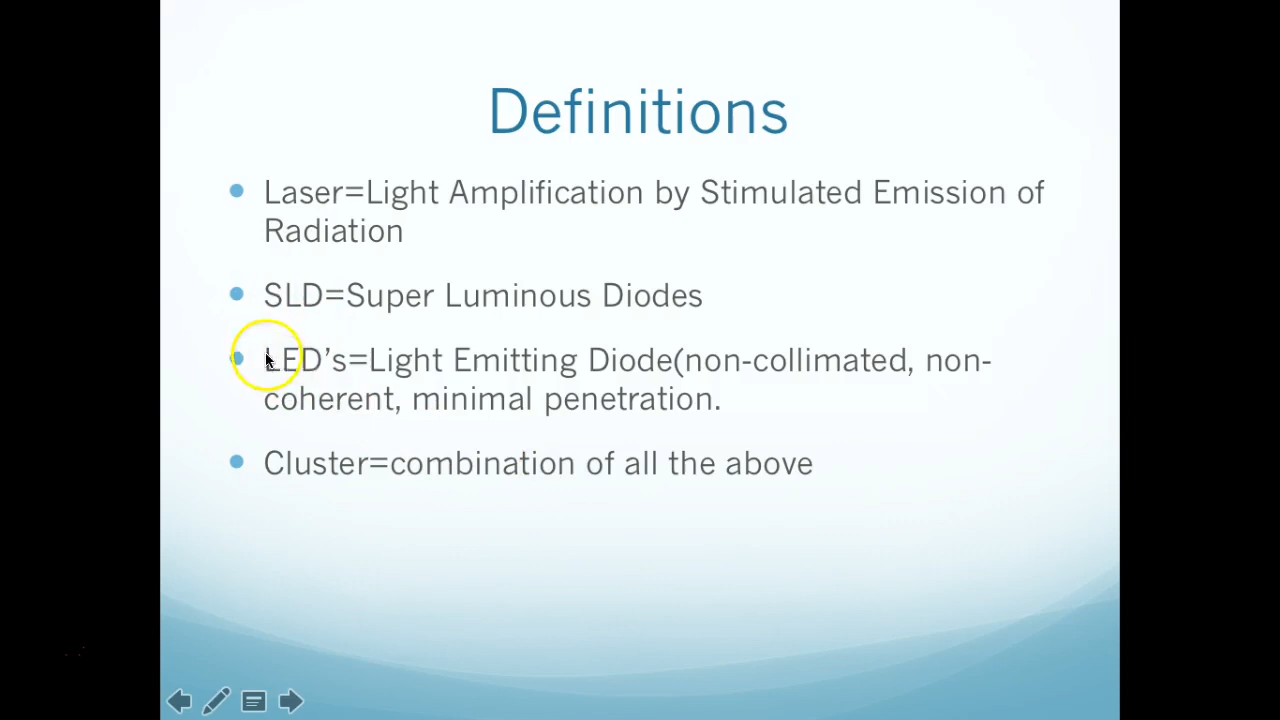 Definitions
Laser=Light Amplification by Stimulated Emission of
Radiation
SLD=Super Luminous Diodes
LED’s=Light Emitting Diode(non-collimated, non-
coherent, minimal penetration.
Cluster=combination of all the above